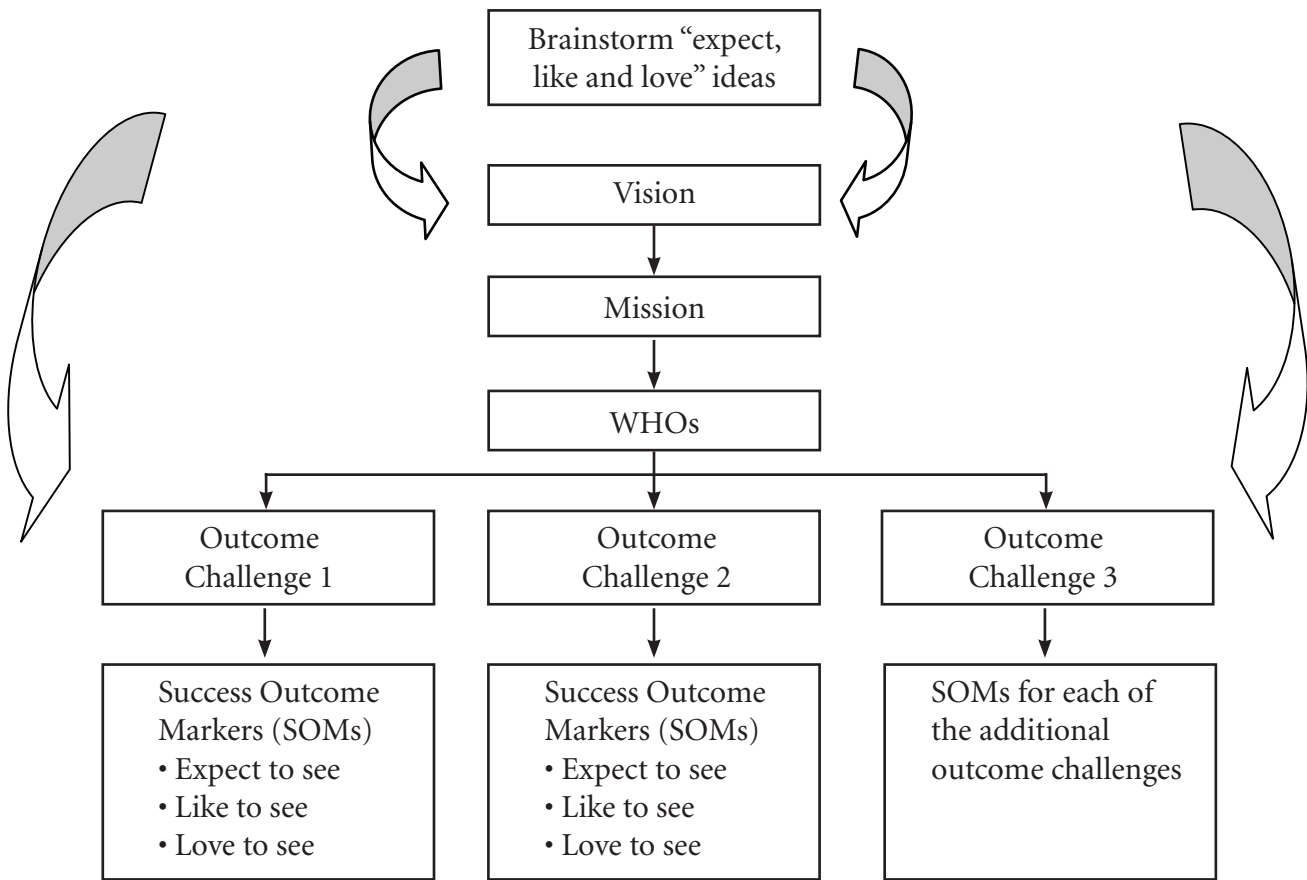 Brainstorm “expect,
like and love” ideas
Vision
Mission
WHOs
Outcome
Challenge 1
Outcome
Challenge 2
Outcome
Challenge 3
Success Outcome
Markers (SOMs)
• Expect to see
• Like to see
• Love to see
Success Outcome
Markers (SOMs)
• Expect to see
• Like to see
• Love to see
SOMs for each of
the additional
outcome challenges